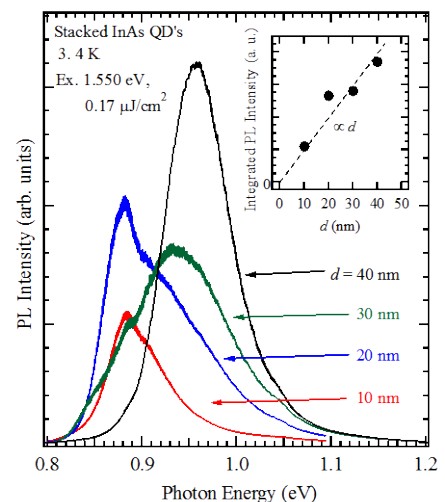 Stacked InAs QD's
3. 4 K
Ex. 1.550 eV,
0.17 μJ/cm²
PL Intensity (arb. units)
Integrated PL Intensity (a. u.)
0
∝ d
0 10 20 30 40 50
d (nm)
d = 40 nm
30 nm
20 nm
10 nm
0.8 0.9 1.0 1.1 1.2
Photon Energy (eV)